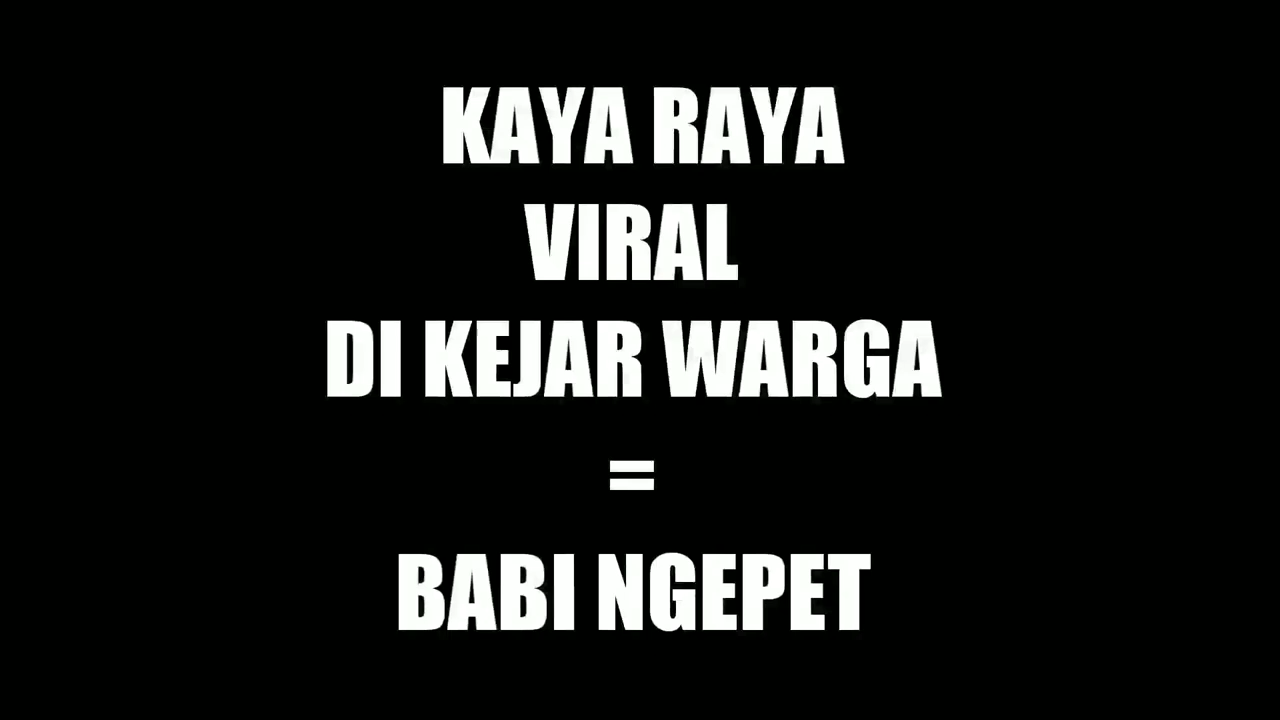 KAYA RAYA
VIRAL
DI KEJAR WARGA
=
BABI NGEPET